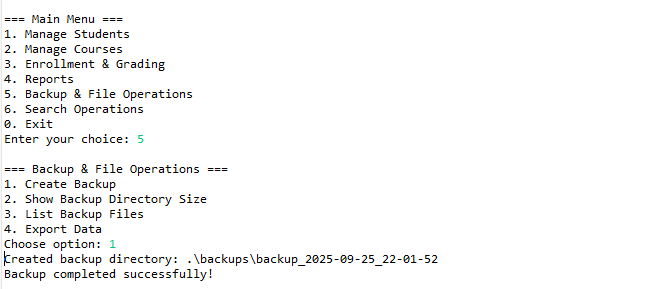 === Main Menu ===
1. Manage Students
2. Manage Courses
3. Enrollment & Grading
4. Reports
5. Backup & File Operations
6. Search Operations
0. Exit
Enter your choice: 5
=== Backup & File Operations ===
1. Create Backup
2. Show Backup Directory Size
3. List Backup Files
4. Export Data
Choose option: 1
Created backup directory: .\backups\backup_2025-09-25_22-01-52
Backup completed successfully!